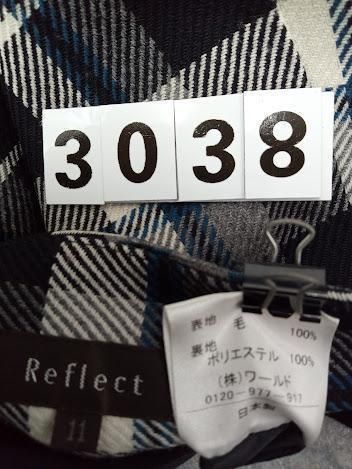 3038
Reflect
11
表地 毛 100%
裏地
ポリエステル 100%
(株)ワールド
0120-977-917
日本製